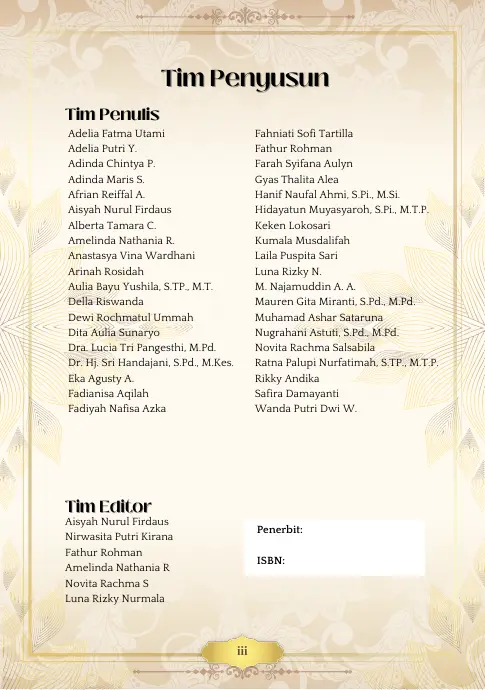 Tim Penyusun
Tim Penulis
Adelia Fatma Utami
Adelia Putri Y.
Adinda Chintya P.
Adinda Maris S.
Afrian Reiffal A.
Aisyah Nurul Firdaus
Alberta Tamara C.
Amelinda Nathania R.
Anastasya Vina Wardhani
Arinah Rosidah
Aulia Bayu Yushila, S.TP., M.T.
Della Riswanda
Dewi Rochmatul Ummah
Dita Aulia Sunaryo
Dra. Lucia Tri Pangesthi, M.Pd.
Dr. Hj. Sri Handajani, S.Pd., M.Kes.
Eka Agusty A.
Fadianisa Aqilah
Fadiyah Nafisa Azka
Fahniati Sofi Tartilla
Fathur Rohman
Farah Syifana Aulyn
Gyas Thalita Alea
Hanif Naufal Ahmi, S.Pi., M.Si.
Hidayatun Muyasyaroh, S.Pi., M.T.P.
Keken Lokosari
Kumala Musdalifah
Laila Puspita Sari
Luna Rizky N.
M. Najamuddin A. A.
Mauren Gita Miranti, S.Pd., M.Pd.
Muhamad Ashar Sataruna
Nugrahani Astuti, S.Pd., M.Pd.
Novita Rachma Salsabila
Ratna Palupi Nurfatimah, S.TP., M.T.P.
Rikky Andika
Safira Damayanti
Wanda Putri Dwi W.
Tim Editor
Aisyah Nurul Firdaus
Nirwasita Putri Kirana
Fathur Rohman
Amelinda Nathania R
Novita Rachma S
Luna Rizky Nurmala
Penerbit:
ISBN:
iii